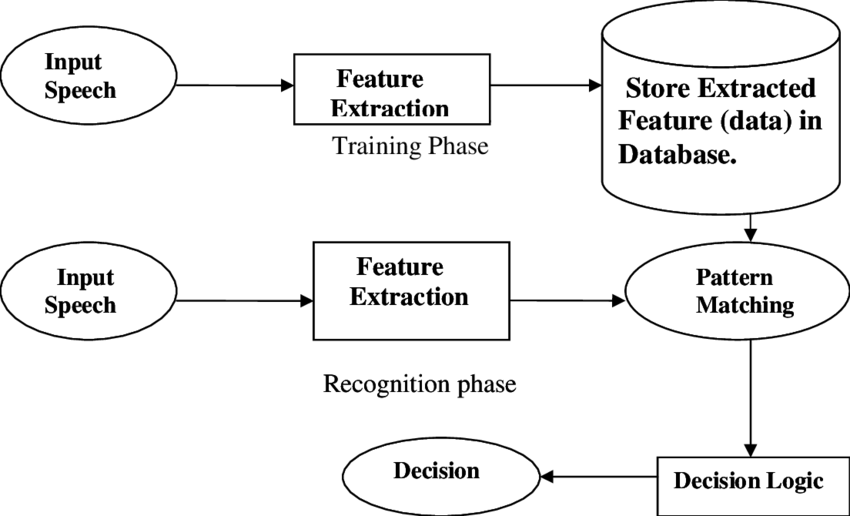 Input
Speech
Feature
Extraction
Store Extracted
Feature (data) in
Database.
Training Phase
Input
Speech
Feature
Extraction
Pattern
Matching
Recognition phase
Decision
Decision Logic